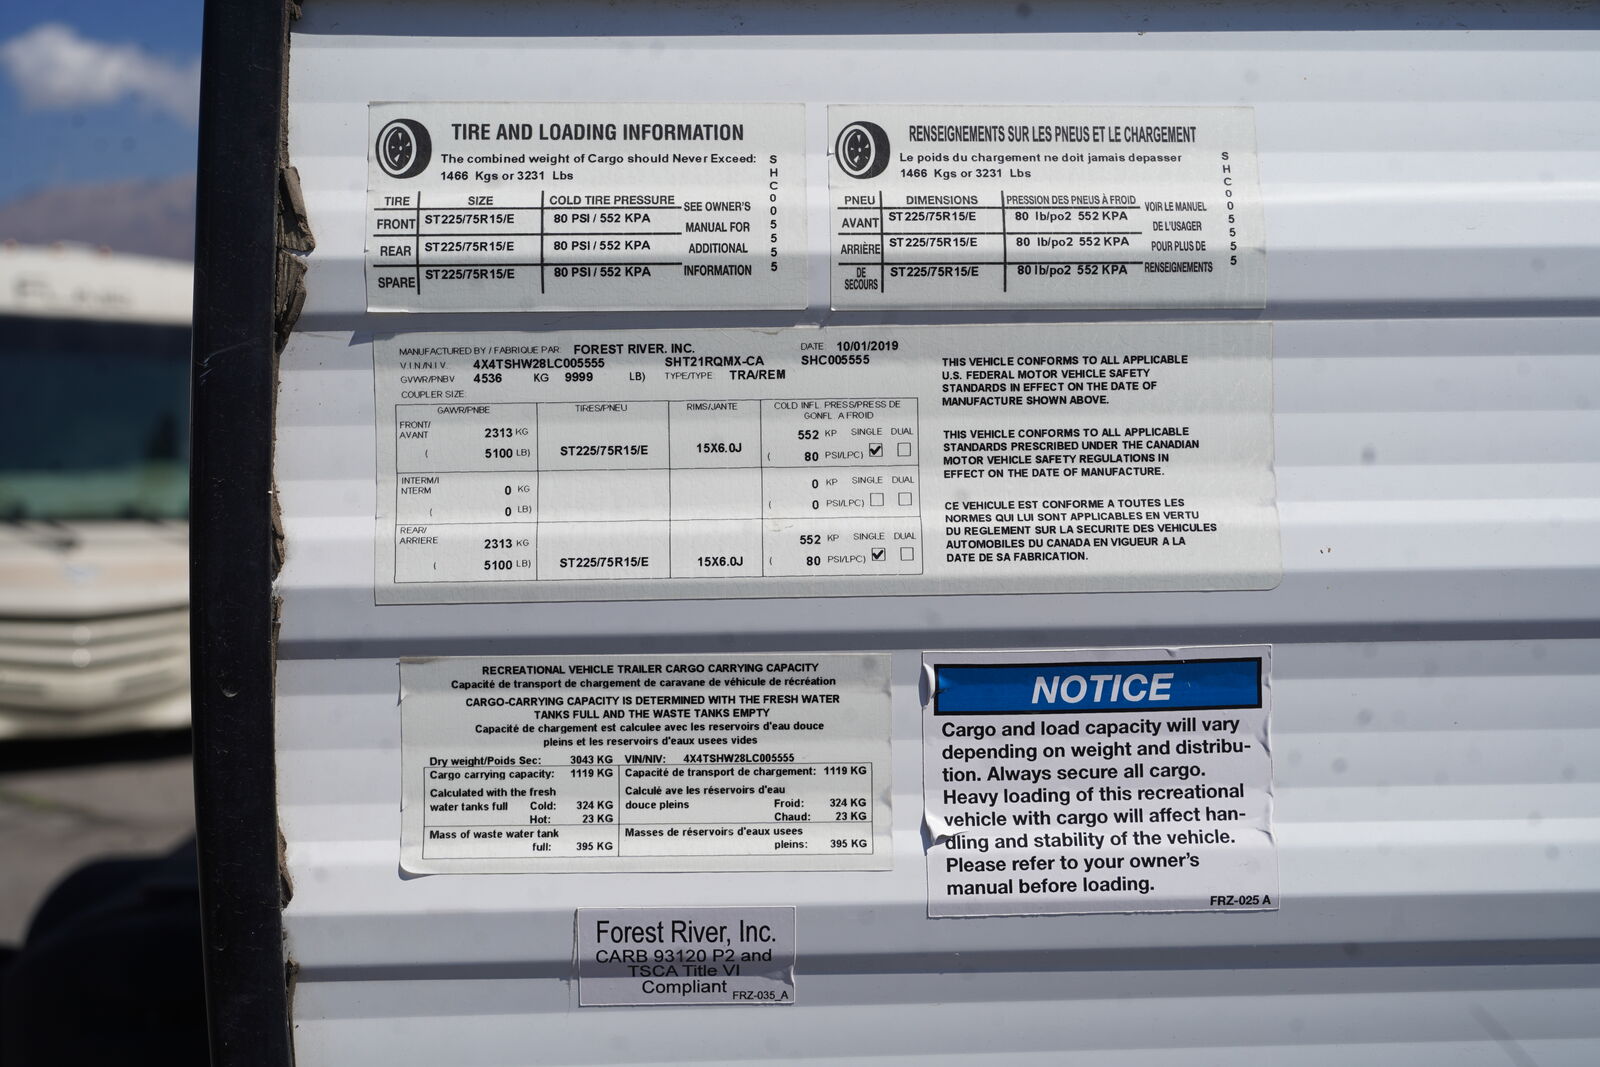 TIRE AND LOADING INFORMATION
The combined weight of Cargo should Never Exceed:
1466 Kgs or 3231 Lbs
TIRE SIZE COLD TIRE PRESSURE SEE OWNER'S
FRONT ST225/75R15/E 80 PSI / 552 KPA MANUAL FOR
REAR ST225/75R15/E 80 PSI / 552 KPA ADDITIONAL
SPARE ST225/75R15/E 80 PSI / 552 KPA INFORMATION
SHC005555
RENSEIGNEMENTS SUR LES PNEUS ET LE CHARGEMENT
Le poids du chargement ne doit jamais depasser
1466 Kgs or 3231 Lbs
PNEU DIMENSIONS PRESSION DES PNEUS À FROID VOIR LE MANUEL
AVANT ST225/75R15/E 80 lb/po2 552 KPA DE L'USAGER
ARRIÈRE ST225/75R15/E 80 lb/po2 552 KPA POUR PLUS DE
DE SECOURS ST225/75R15/E 80 lb/po2 552 KPA RENSEIGNEMENTS
SHC005555
MANUFACTURED BY / FABRIQUE PAR: FOREST RIVER. INC. DATE 10/01/2019
V.I.N/N.I.V. 4X4TSHW28LC005555 SHT21RQMX-CA SHC005555
GVWR/PNBV 4536 KG 9999 LB) TYPE/TYPE: TRA/REM
COUPLER SIZE:
GAWR/PNBE TIRES/PNEU RIMS/JANTE COLD INFL PRESS/PRESS DE
GONFL A FROID
FRONT/
AVANT 2313 KG 552 KP SINGLE DUAL
( 5100 LB) ST225/75R15/E 15X6.0J ( 80 PSI/LPC)
INTERM/I
NTERM 0 KG 0 KP SINGLE DUAL
( 0 LB) ( 0 PSI/LPC)
REAR/
ARRIERE 2313 KG 552 KP SINGLE DUAL
( 5100 LB) ST225/75R15/E 15X6.0J ( 80 PSI/LPC)
THIS VEHICLE CONFORMS TO ALL APPLICABLE
U.S. FEDERAL MOTOR VEHICLE SAFETY
STANDARDS IN EFFECT ON THE DATE OF
MANUFACTURE SHOWN ABOVE.
THIS VEHICLE CONFORMS TO ALL APPLICABLE
STANDARDS PRESCRIBED UNDER THE CANADIAN
MOTOR VEHICLE SAFETY REGULATIONS IN
EFFECT ON THE DATE OF MANUFACTURE.
CE VEHICULE EST CONFORME A TOUTES LES
NORMES QUI LUI SONT APPLICABLES EN VERTU
DU REGLEMENT SUR LA SECURITE DES VEHICULES
AUTOMOBILES DU CANADA EN VIGUEUR A LA
DATE DE SA FABRICATION.
RECREATIONAL VEHICLE TRAILER CARGO CARRYING CAPACITY
Capacité de transport de chargement de caravane de véhicule de récréation
CARGO-CARRYING CAPACITY IS DETERMINED WITH THE FRESH WATER
TANKS FULL AND THE WASTE TANKS EMPTY
Capacité de chargement est calculee avec les reservoirs d'eau douce
pleins et les reservoirs d'eaux usees vides
Dry weight/Poids Sec: 3043 KG VIN/NIV: 4X4TSHW28LC005555
Cargo carrying capacity: 1119 KG Capacité de transport de chargement: 1119 KG
Calculated with the fresh Calculé ave les réservoirs d'eau
water tanks full Cold: 324 KG douce pleins Froid: 324 KG
Hot: 23 KG Chaud: 23 KG
Mass of waste water tank Masses de réservoirs d'eaux usees
full: 395 KG pleins: 395 KG
NOTICE
Cargo and load capacity will vary
depending on weight and distribu-
tion. Always secure all cargo.
Heavy loading of this recreational
vehicle with cargo will affect han-
dling and stability of the vehicle.
Please refer to your owner's
manual before loading.
FRZ-025 A
Forest River, Inc.
CARB 93120 P2 and
TSCA Title VI
Compliant
FRZ-035_A